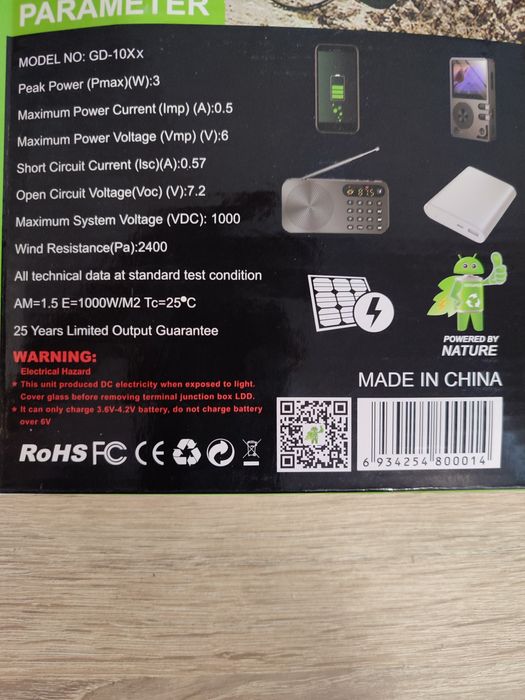 PARAMETER
MODEL NO: GD-10Xx
Peak Power (Pmax)(W):3
Maximum Power Current (Imp) (A):0.5
Maximum Power Voltage (Vmp) (V):6
Short Circuit Current (Isc)(A):0.57
Open Circuit Voltage(Voc) (V):7.2
Maximum System Voltage (VDC): 1000
Wind Resistance(Pa):2400
All technical data at standard test condition
AM=1.5 E=1000W/M2 Tc=25°C
25 Years Limited Output Guarantee
WARNING:
Electrical Hazard
* This unit produced DC electricity when exposed to light.
Cover glass before removing terminal junction box LDD.
* It can only charge 3.6V-4.2V battery, do not charge battery
over 6V
RoHS FC CE
87.5
POWERED BY
NATURE
MADE IN CHINA
6 934254 800014